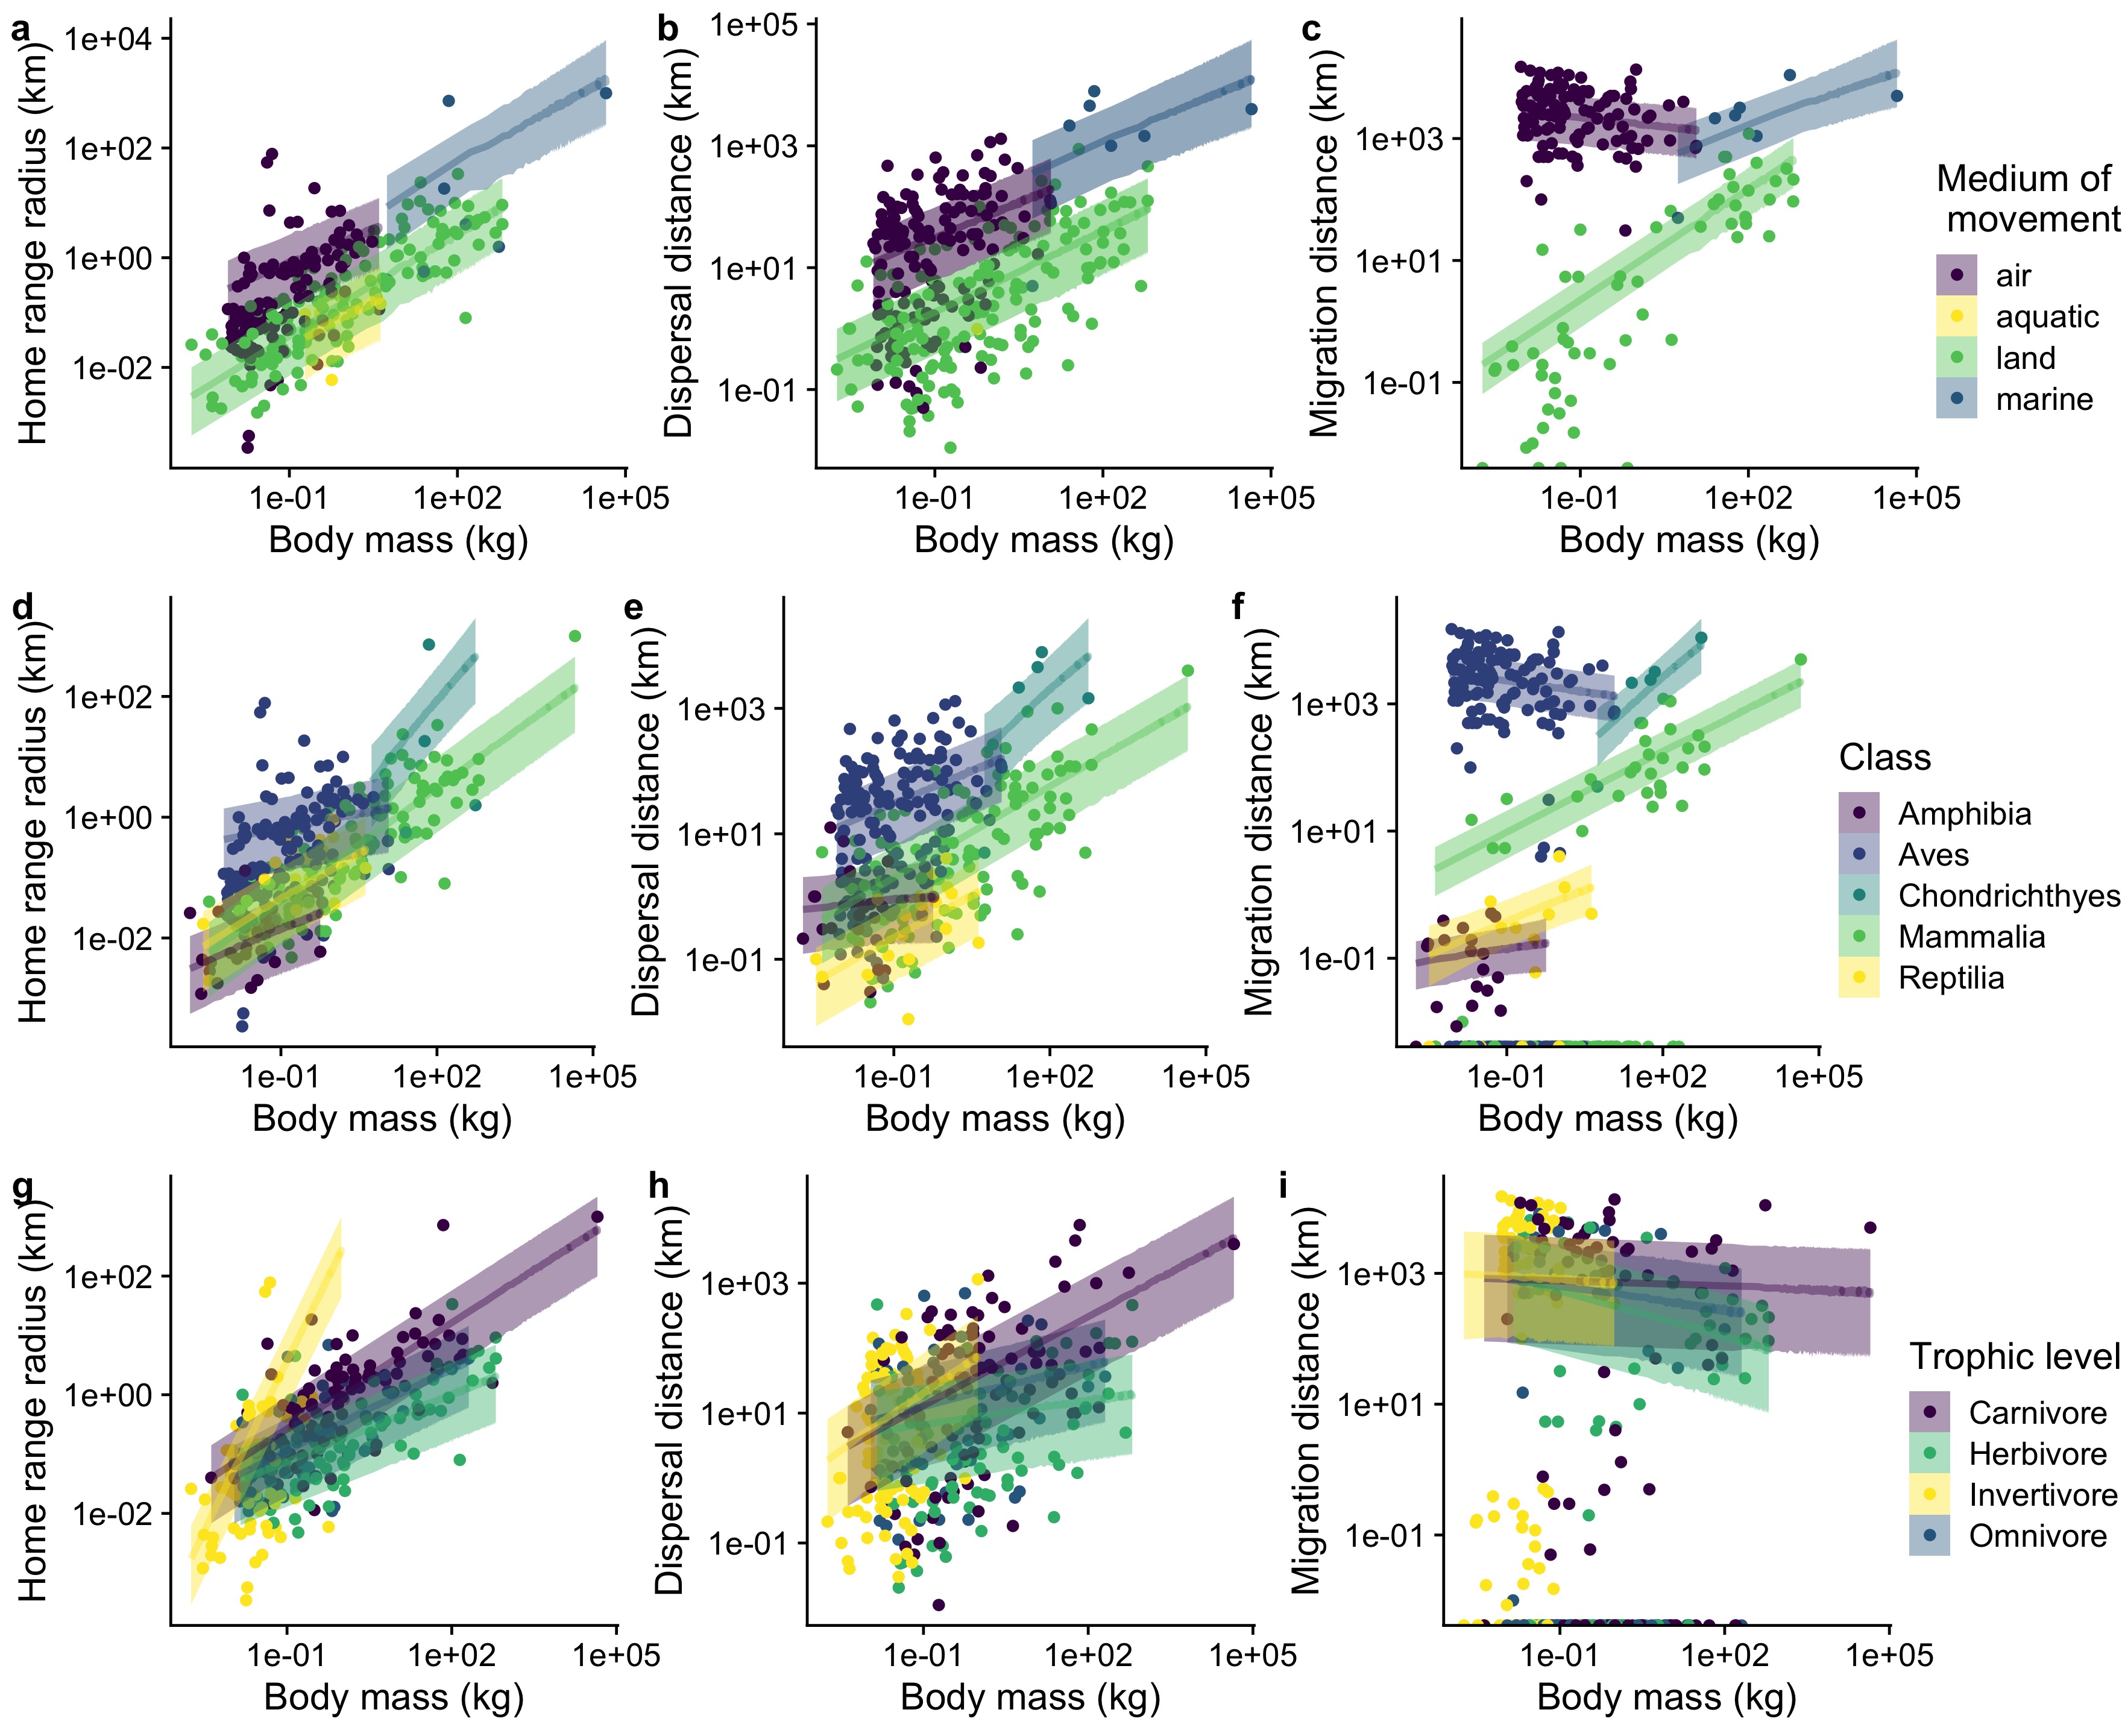 a
Home range radius (km)
1e+04
1e+02
1e+00
1e-02
1e-01
1e+02
1e+05
Body mass (kg)
b
Dispersal distance (km)
1e+05
1e+03
1e+01
1e-01
1e-01
1e+02
1e+05
Body mass (kg)
c
Migration distance (km)
1e+03
1e+01
1e-01
1e-01
1e+02
1e+05
Body mass (kg)
Medium of
movement
air
aquatic
land
marine
d
Home range radius (km)
1e+02
1e+00
1e-02
1e-01
1e+02
1e+05
Body mass (kg)
e
Dispersal distance (km)
1e+03
1e+01
1e-01
1e-01
1e+02
1e+05
Body mass (kg)
f
Migration distance (km)
1e+03
1e+01
1e-01
1e-01
1e+02
1e+05
Body mass (kg)
Class
Amphibia
Aves
Chondrichthyes
Mammalia
Reptilia
g
Home range radius (km)
1e+02
1e+00
1e-02
1e-01
1e+02
1e+05
Body mass (kg)
h
Dispersal distance (km)
1e+03
1e+01
1e-01
1e-01
1e+02
1e+05
Body mass (kg)
i
Migration distance (km)
1e+03
1e+01
1e-01
1e-01
1e+02
1e+05
Body mass (kg)
Trophic level
Carnivore
Herbivore
Invertivore
Omnivore